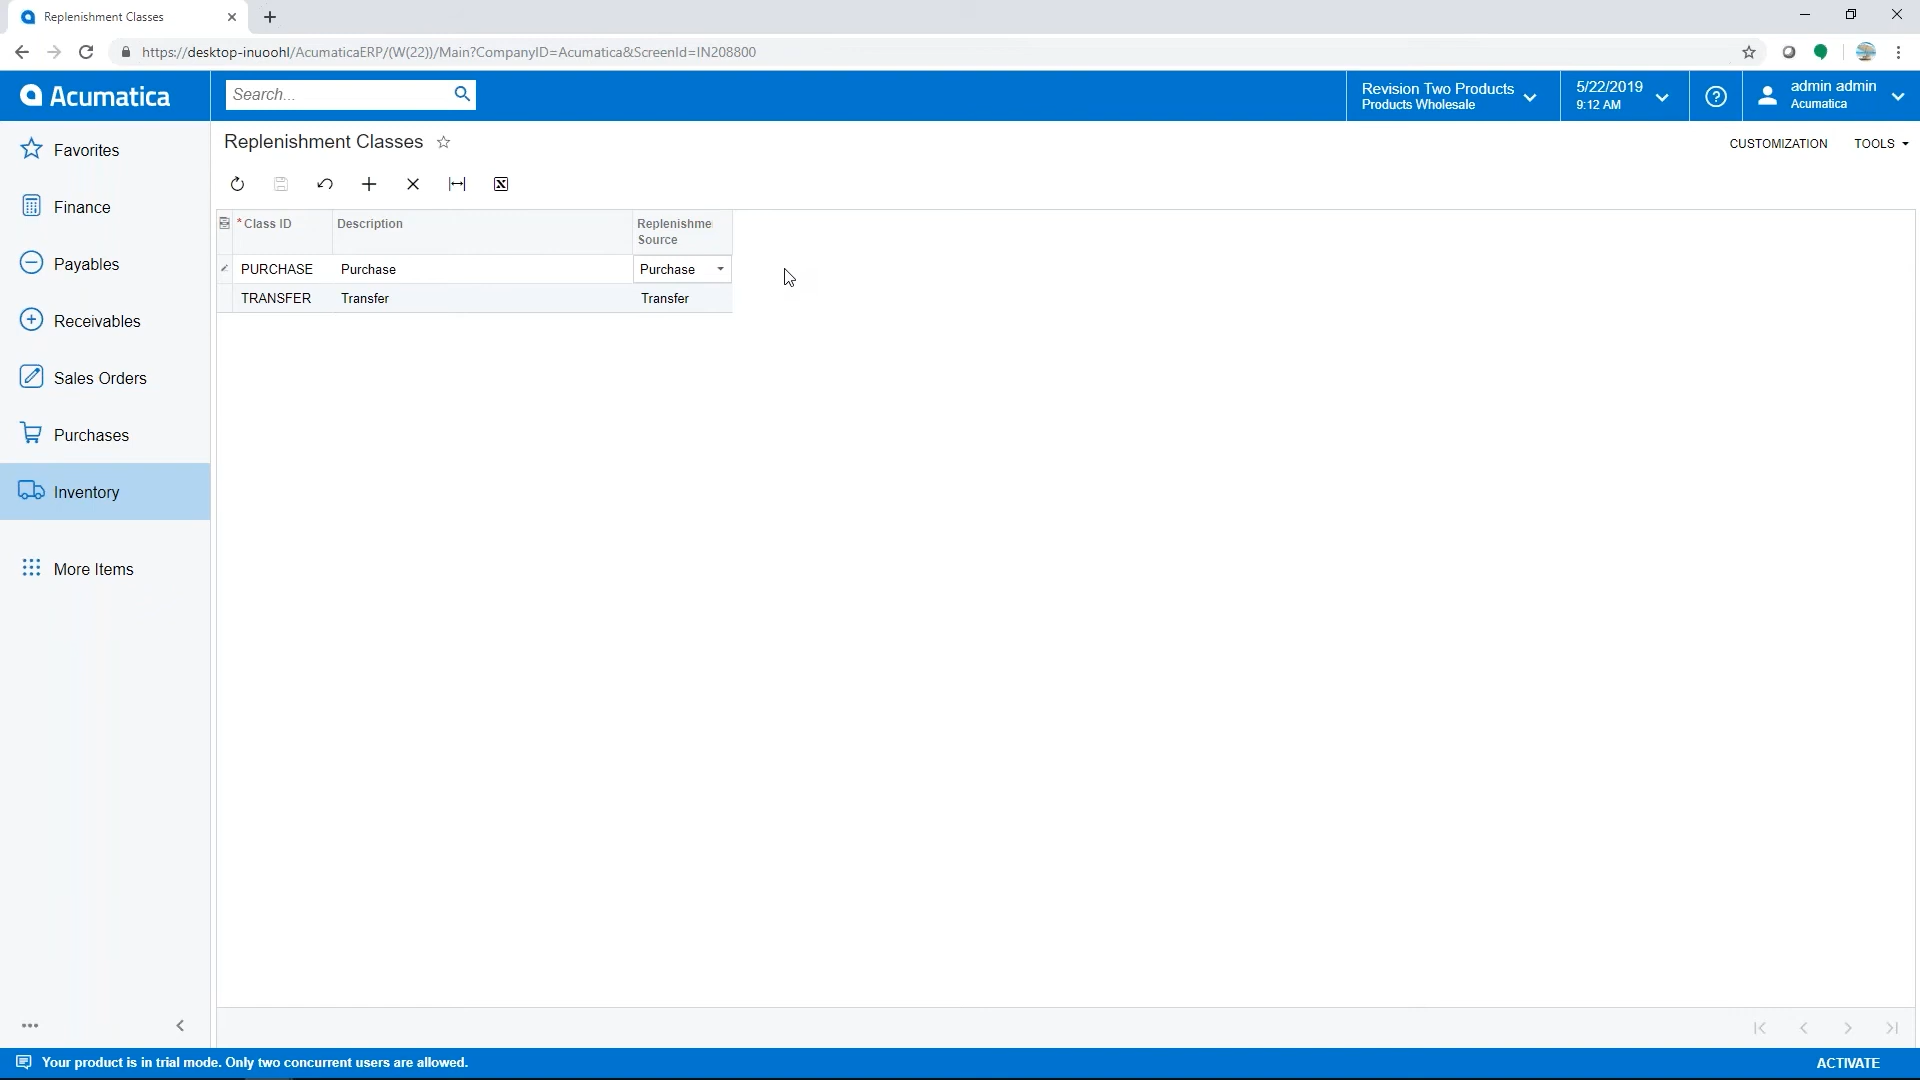 Replenishment Classes
https://desktop-inuoohl/AcumaticaERP/(W(22))/Main?CompanyID=Acumatica&ScreenId=IN208800
Acumatica
Search...
Revision Two Products
Products Wholesale
5/22/2019
9:12 AM
admin admin
Acumatica
Favorites
Finance
Payables
Receivables
Sales Orders
Purchases
Inventory
More Items
Replenishment Classes
CUSTOMIZATION TOOLS
* Class ID Description Replenishme Source
PURCHASE Purchase Purchase
TRANSFER Transfer Transfer
Your product is in trial mode. Only two concurrent users are allowed. ACTIVATE